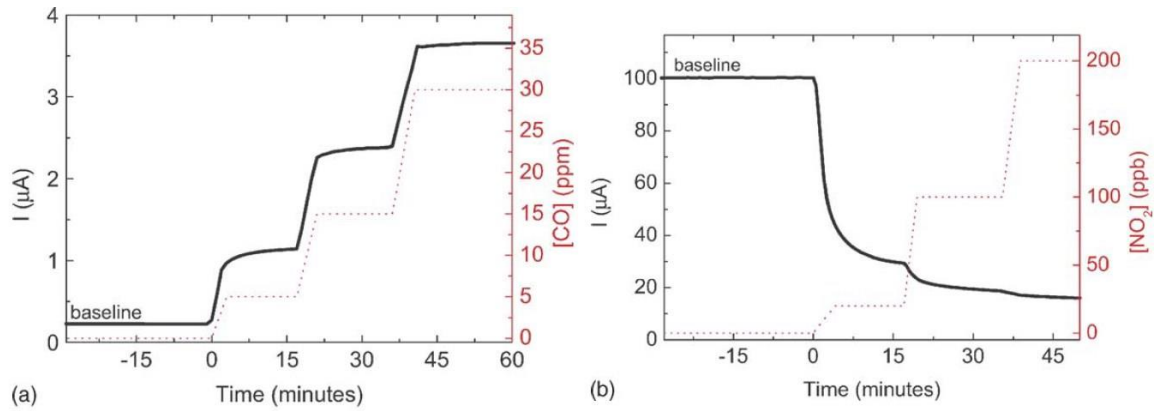 4
3
2
1
0
I (μA)
baseline
35
30
25
20
15
10
5
0
[CO] (ppm)
-15 0 15 30 45 60
Time (minutes)
(a)
100
80
60
40
20
0
I (μA)
baseline
200
150
100
50
0
[NO₂] (ppb)
-15 0 15 30 45
Time (minutes)
(b)